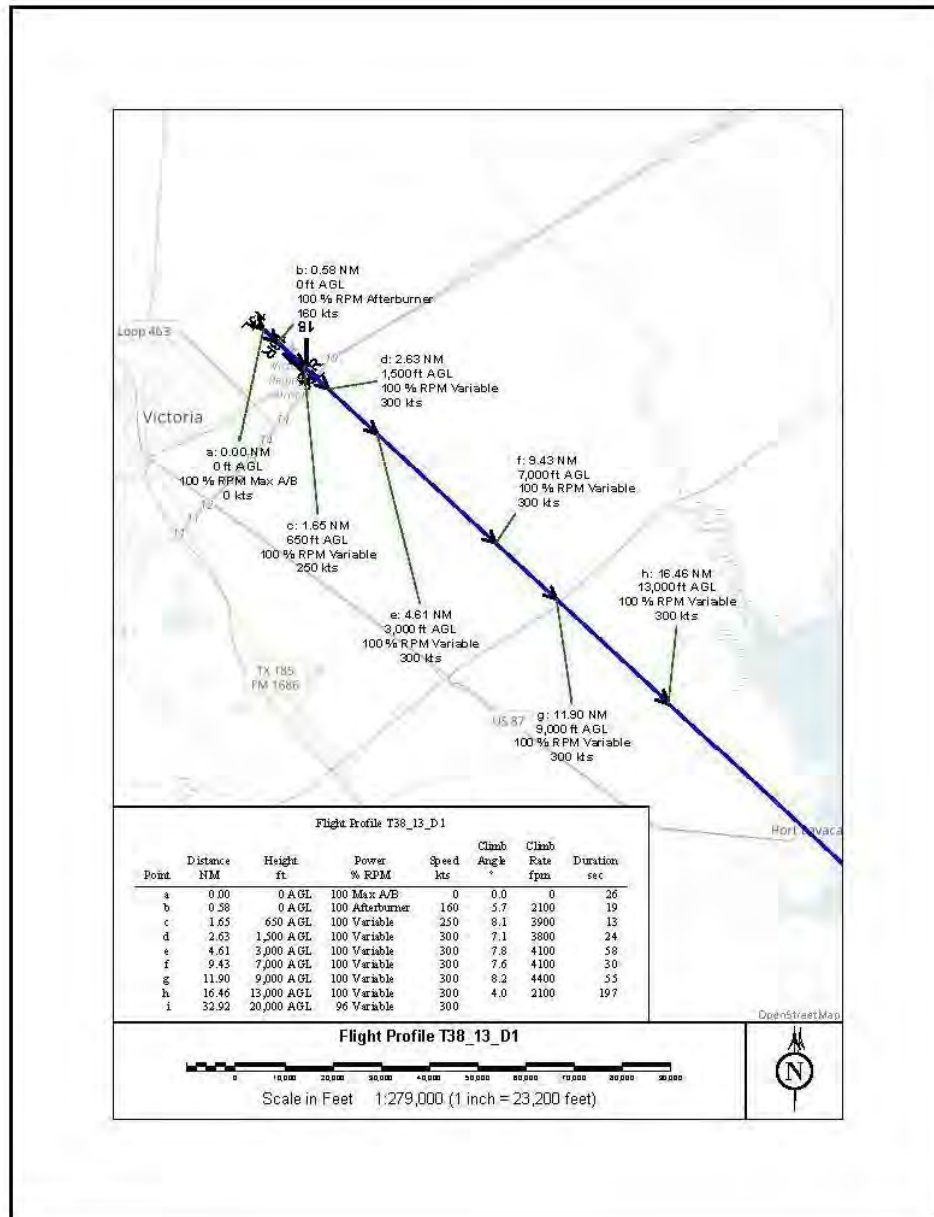 b: 0.58 NM
0 ft AGL
100 % RPM Afterburner
160 kts
18
Loop 463
d: 2.63 NM
1,500 ft AGL
100 % RPM Variable
300 kts
Victoria
14
14
a: 0.00 NM
0 ft AGL
100 % RPM Max A/B
0 kts
f: 9.43 NM
7,000 ft AGL
100 % RPM Variable
300 kts
12
11
11
c: 1.65 NM
650 ft AGL
100 % RPM Variable
250 kts
h: 16.46 NM
13,000 ft AGL
100 % RPM Variable
300 kts
e: 4.61 NM
3,000 ft AGL
100 % RPM Variable
300 kts
TX 185
FM 1686
US 87
g: 11.90 NM
9,000 ft AGL
100 % RPM Variable
300 kts
Port Lavaca
Flight Profile T38_13_D1
Point Distance NM Height ft Power % RPM Speed kts Climb Angle ° Climb Rate fpm Duration sec
a 0.00 0 AGL 100 Max A/B 0 0.0 0 26
b 0.58 0 AGL 100 Afterburner 160 5.7 2100 19
c 1.65 650 AGL 100 Variable 250 8.1 3900 13
d 2.63 1,500 AGL 100 Variable 300 7.1 3800 24
e 4.61 3,000 AGL 100 Variable 300 7.8 4100 58
f 9.43 7,000 AGL 100 Variable 300 7.6 4100 30
g 11.90 9,000 AGL 100 Variable 300 8.2 4400 55
h 16.46 13,000 AGL 100 Variable 300 4.0 2100 197
i 32.92 20,000 AGL 96 Variable 300
OpenStreetMap
Flight Profile T38_13_D1
0 10,000 20,000 30,000 40,000 50,000 60,000 70,000 80,000 90,000
Scale in Feet 1:279,000 (1 inch = 23,200 feet)
N